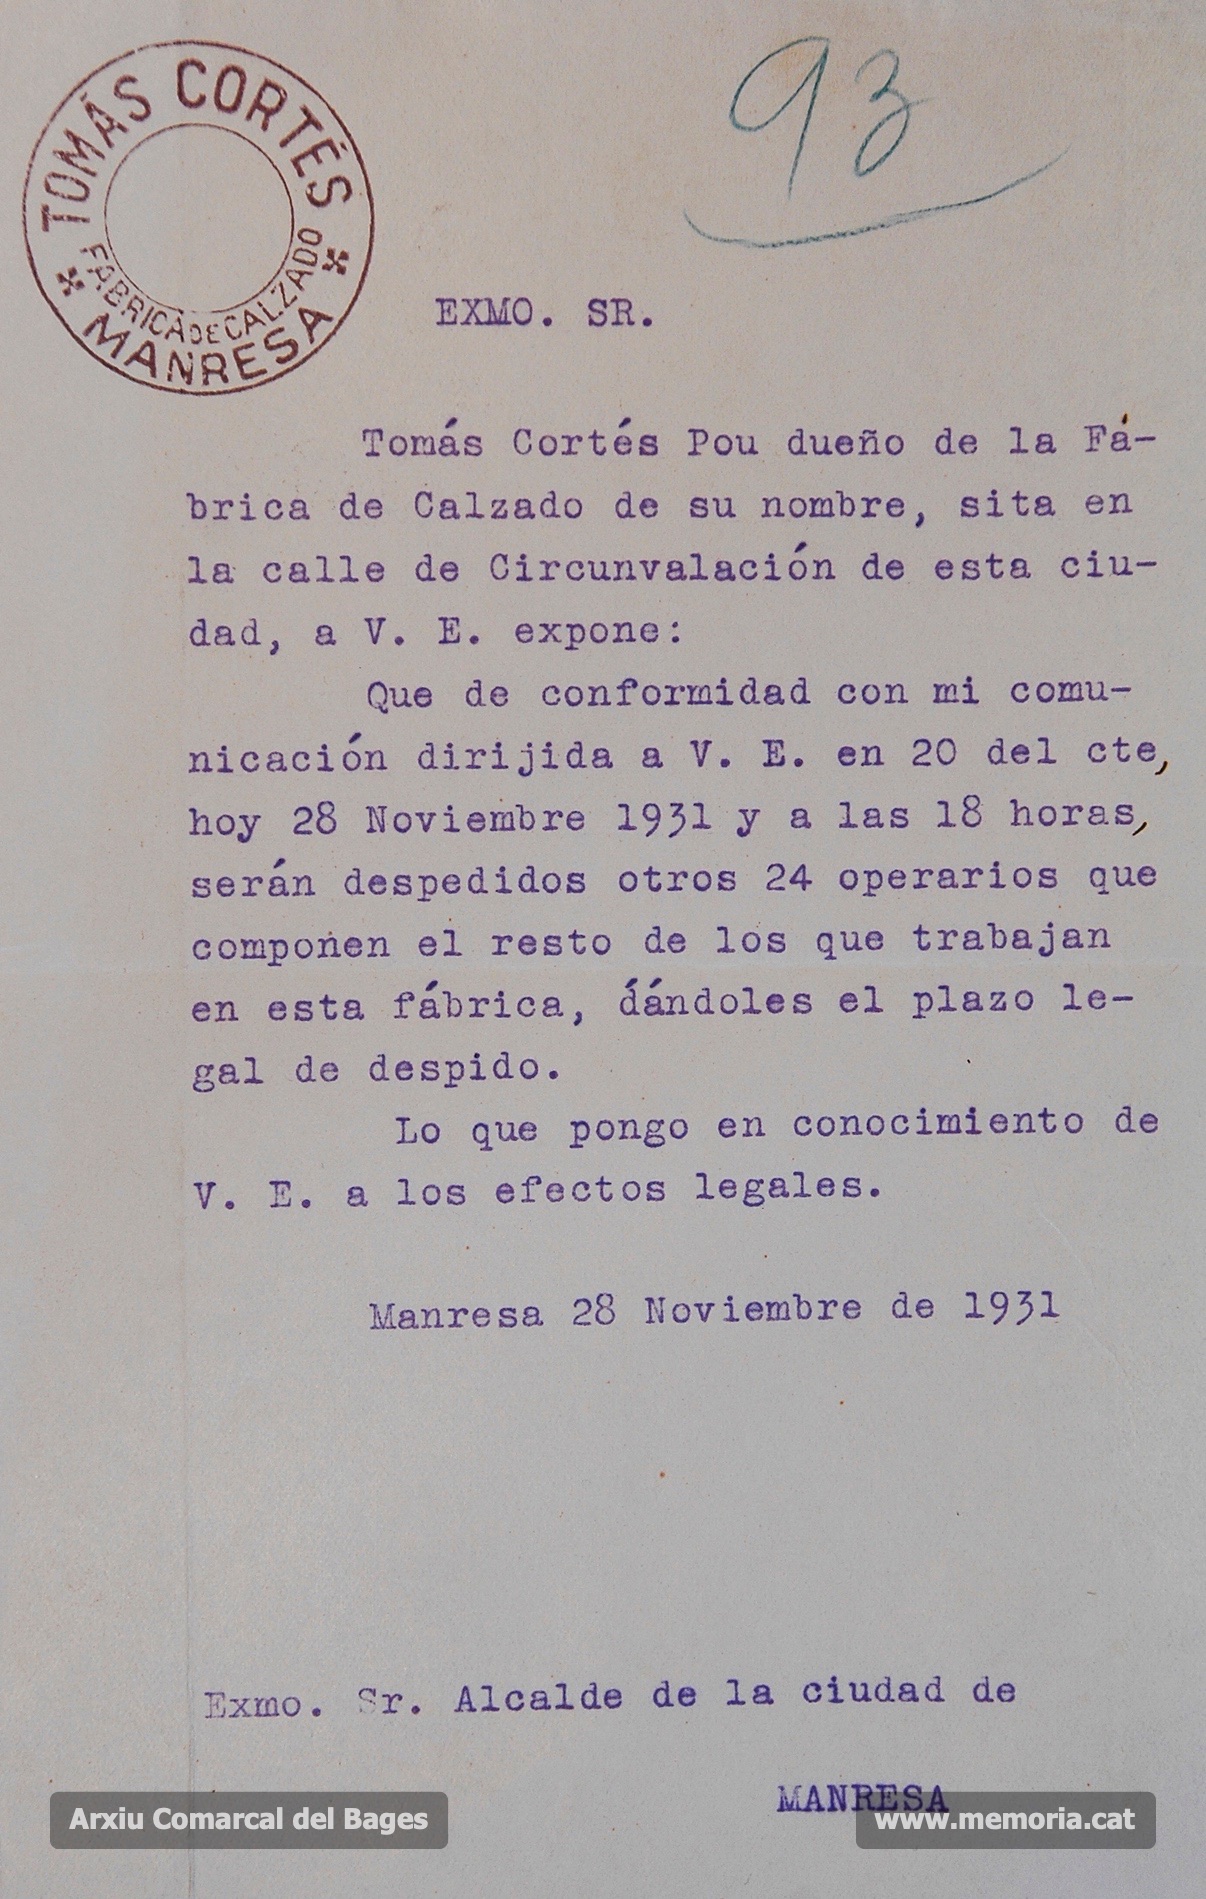 TOMÁS CORTÉS
FABRICA DE CALZADO
MANRESA
93
EXMO. SR.
Tomás Cortés Pou dueño de la Fá-
brica de Calzado de su nombre, sita en
la calle de Circunvalación de esta ciu-
dad, a V. E. expone:
Que de conformidad con mi comu-
nicación dirijida a V. E. en 20 del cte,
hoy 28 Noviembre 1931 y a las 18 horas,
serán despedidos otros 24 operarios que
componen el resto de los que trabajan
en esta fábrica, dándoles el plazo le-
gal de despido.
Lo que pongo en conocimiento de
V. E. a los efectos legales.
Manresa 28 Noviembre de 1931
Exmo. Sr. Alcalde de la ciudad de
MANRESA
Arxiu Comarcal del Bages
www.memoria.cat